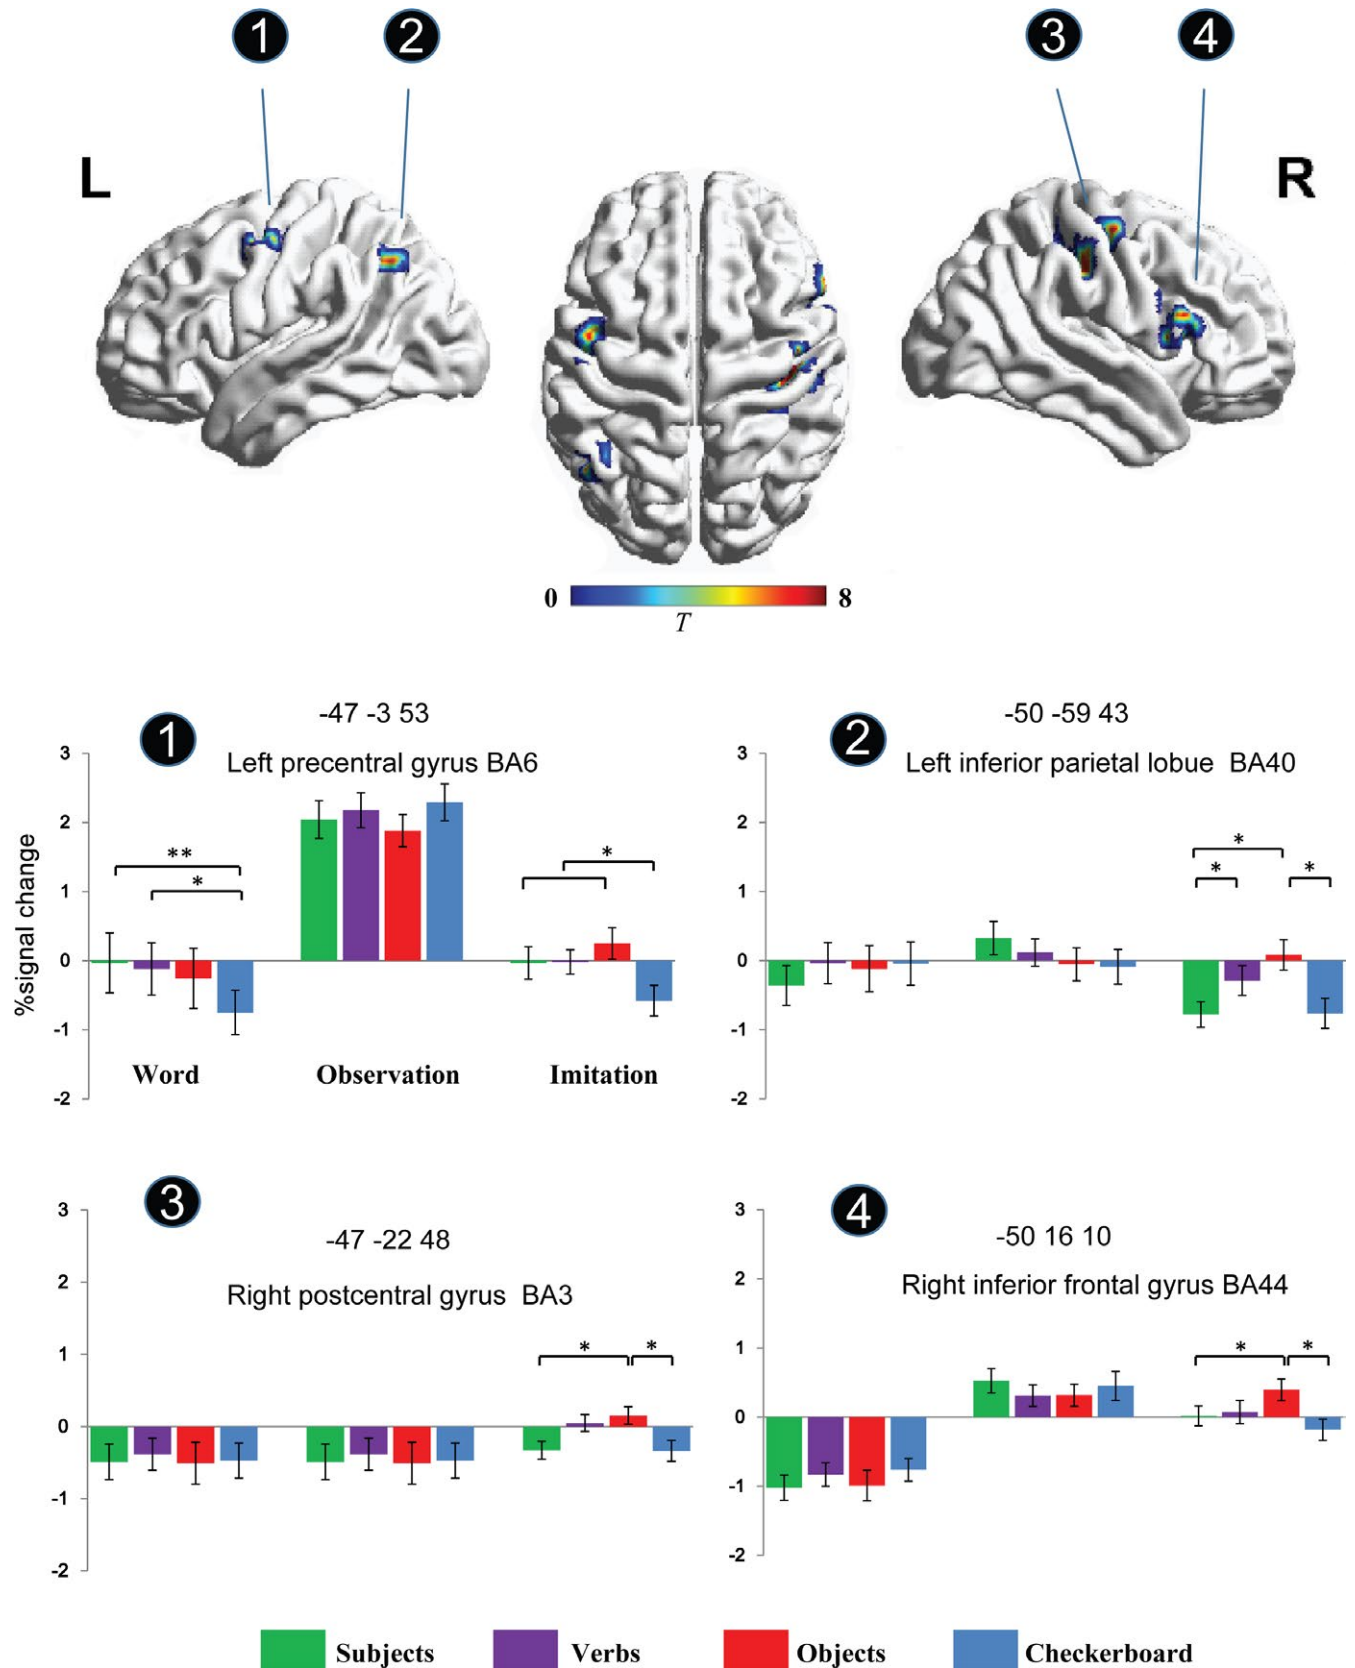 1 2 3 4
L R
0 8
T
1 -47 -3 53
Left precentral gyrus BA6
** * *
3
2
1
0
-1
-2
%signal change
Word Observation Imitation
2 -50 -59 43
Left inferior parietal lobue BA40
* * *
3
2
1
0
-1
-2
3 -47 -22 48
Right postcentral gyrus BA3
* *
3
2
1
0
-1
-2
4 -50 16 10
Right inferior frontal gyrus BA44
* *
3
2
1
0
-1
-2
Subjects Verbs Objects Checkerboard